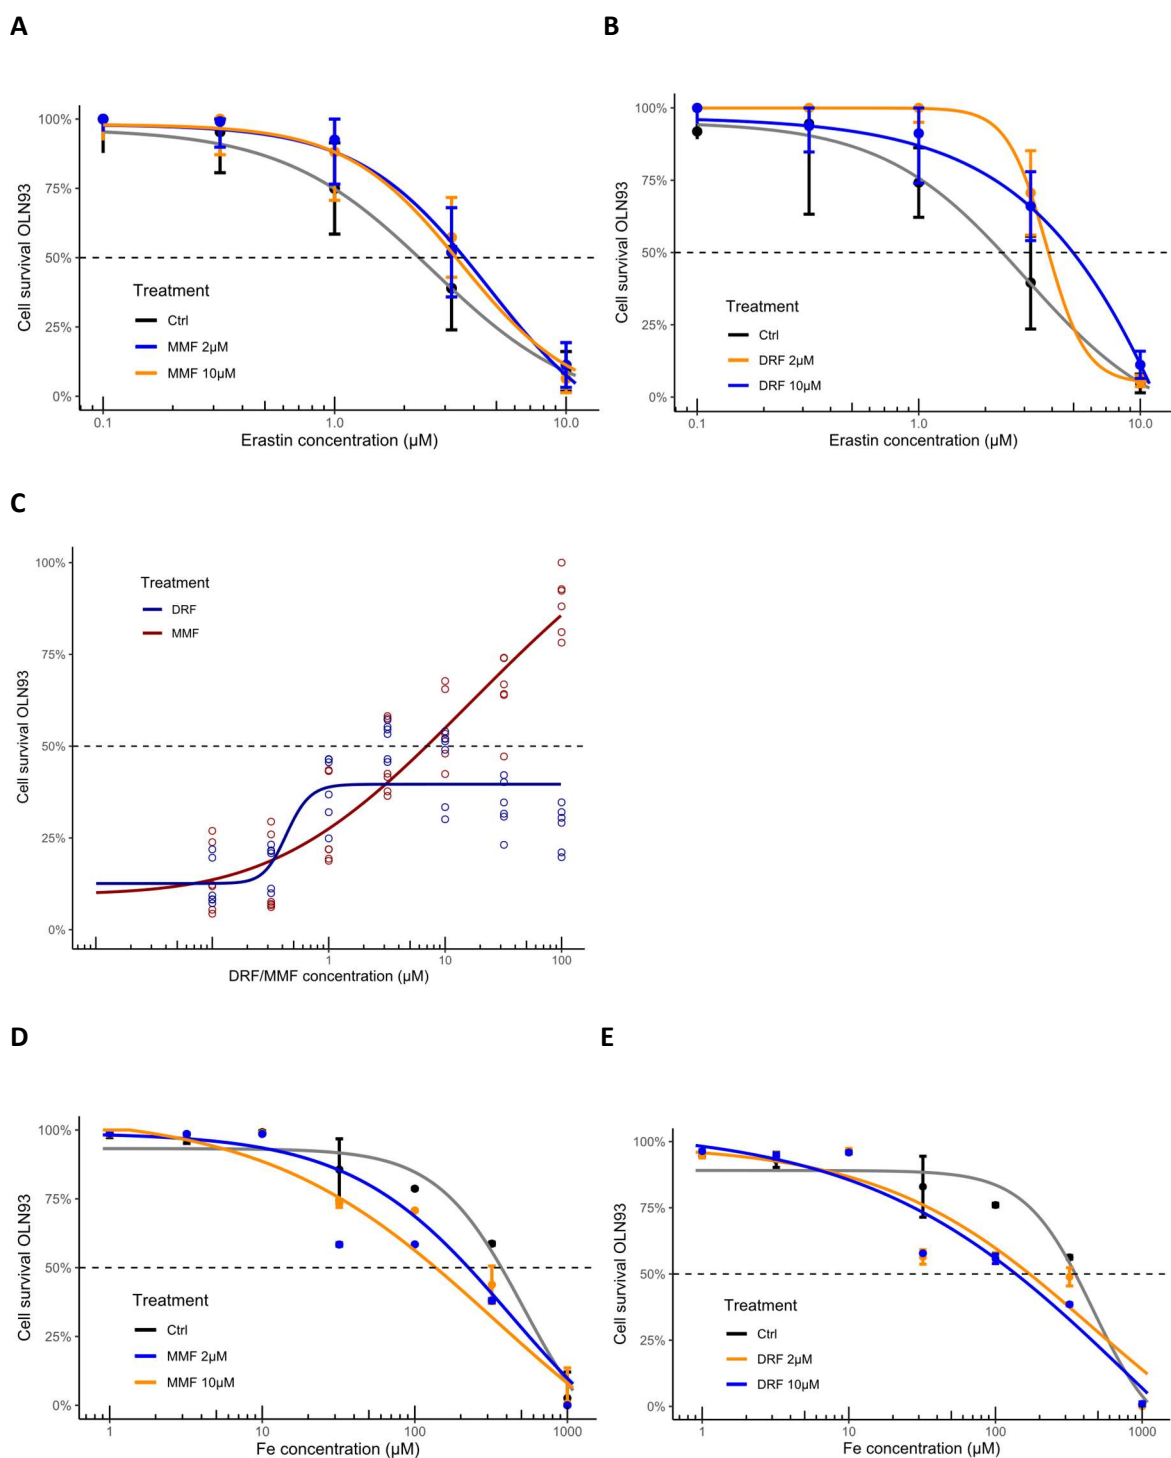 A
Cell survival OLN93
100%
75%
50%
25%
0%
Treatment
Ctrl
MMF 2µM
MMF 10µM
0.1
1.0
10.0
Erastin concentration (µM)
B
Cell survival OLN93
100%
75%
50%
25%
0%
Treatment
Ctrl
DRF 2µM
DRF 10µM
0.1
1.0
10.0
Erastin concentration (µM)
C
Cell survival OLN93
100%
75%
50%
25%
0%
Treatment
DRF
MMF
1
10
100
DRF/MMF concentration (µM)
D
Cell survival OLN93
100%
75%
50%
25%
0%
Treatment
Ctrl
MMF 2µM
MMF 10µM
1
10
100
1000
Fe concentration (µM)
E
Cell survival OLN93
100%
75%
50%
25%
0%
Treatment
Ctrl
DRF 2µM
DRF 10µM
1
10
100
1000
Fe concentration (µM)